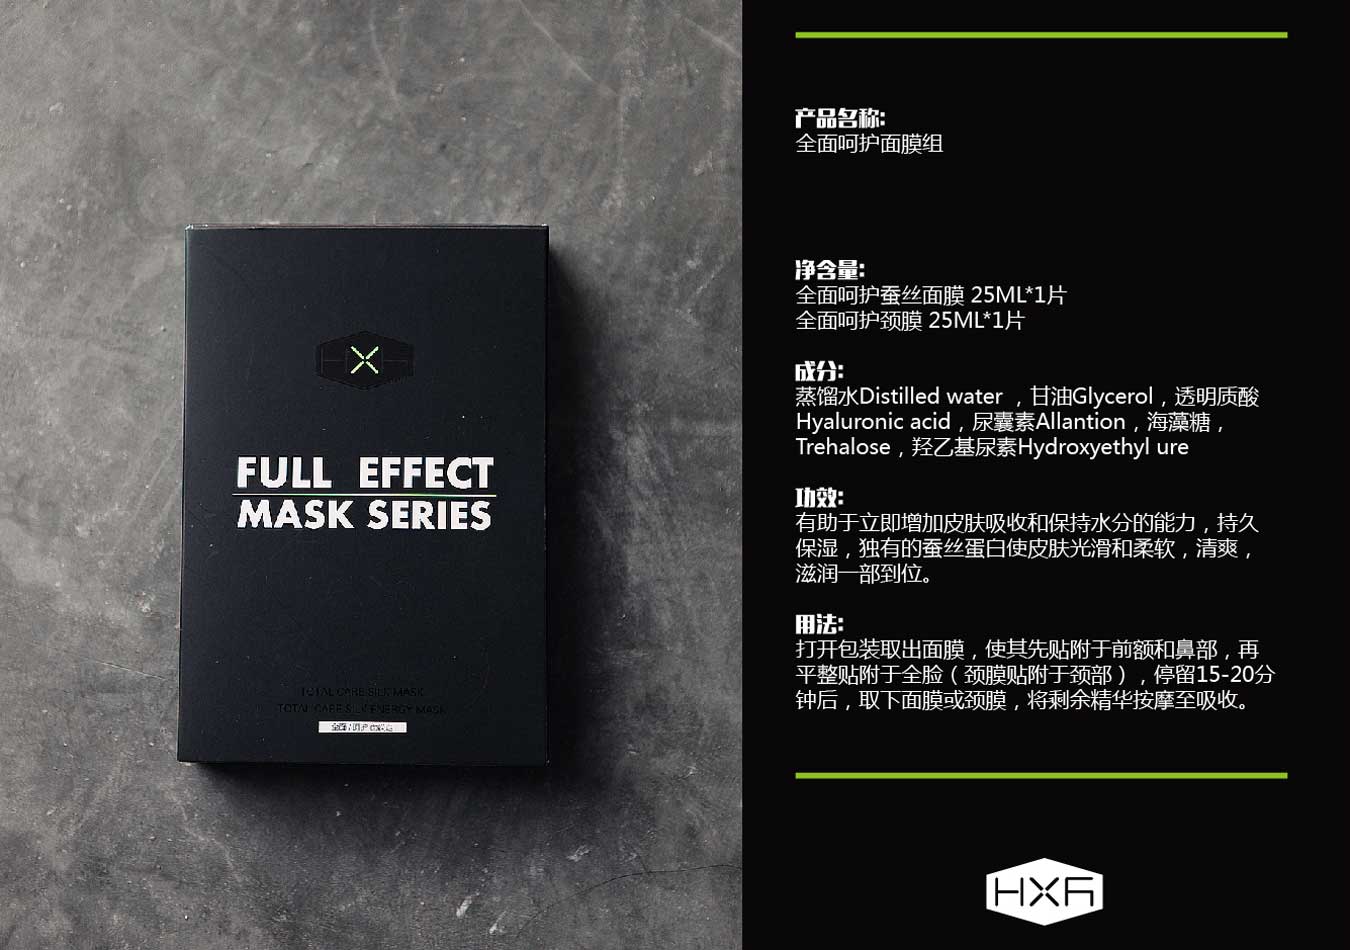 FULL EFFECT
MASK SERIES
TOTAL CARE SILK MASK
TOTAL CARE SILK ENERGY MASK
产品名称:
全面呵护面膜组
净含量:
全面呵护蚕丝面膜 25ML*1片
全面呵护颈膜 25ML*1片
成分:
蒸馏水Distilled water ，甘油Glycerol，透明质酸
Hyaluronic acid，尿囊素Allantion，海藻糖，
Trehalose，羟乙基尿素Hydroxyethyl ure
功效:
有助于立即增加皮肤吸收和保持水分的能力，持久
保湿，独有的蚕丝蛋白使皮肤光滑和柔软，清爽，
滋润一部到位。
用法:
打开包装取出面膜，使其先贴附于前额和鼻部，再
平整贴附于全脸（颈膜贴附于颈部），停留15-20分
钟后，取下面膜或颈膜，将剩余精华按摩至吸收。
HXA